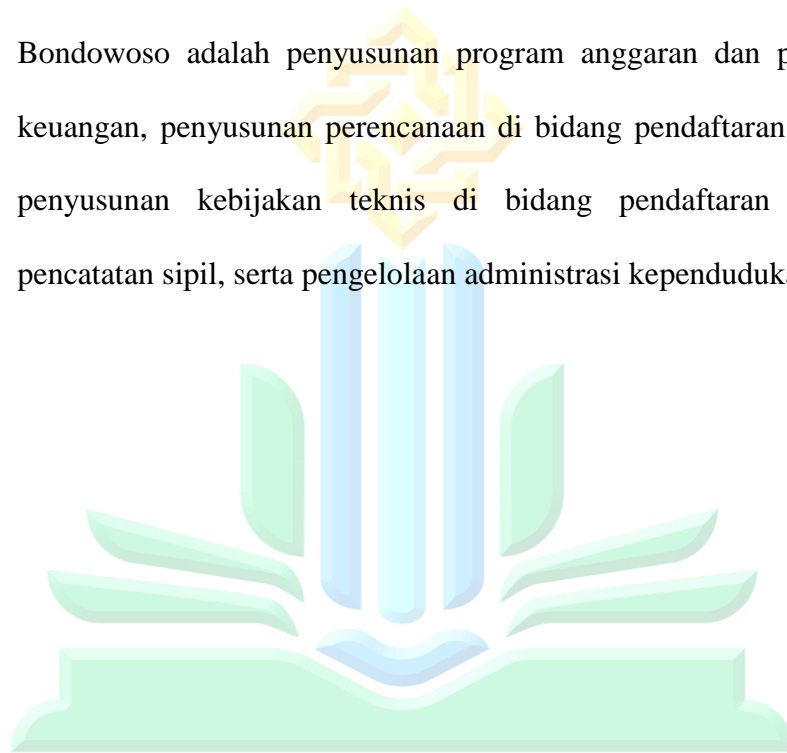 Bondowoso adalah penyusunan program anggaran dan p
keuangan, penyusunan perencanaan di bidang pendaftaran
penyusunan kebijakan teknis di bidang pendaftaran
pencatatan sipil, serta pengelolaan administrasi kependuduka